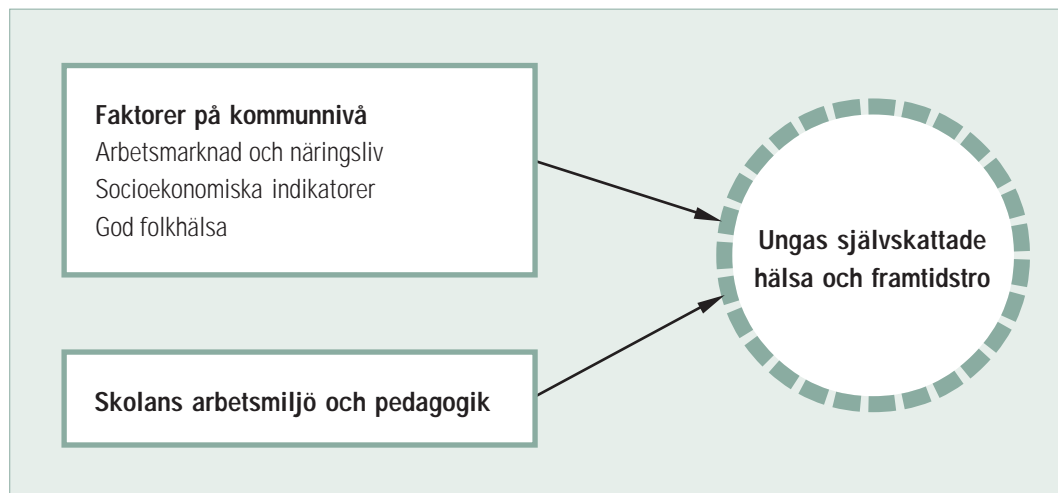 Faktorer på kommunnivå
Arbetsmarknad och näringsliv
Socioekonomiska indikatorer
God folkhälsa
Skolans arbetsmiljö och pedagogik
Ungas självskattade
hälsa och framtidstro